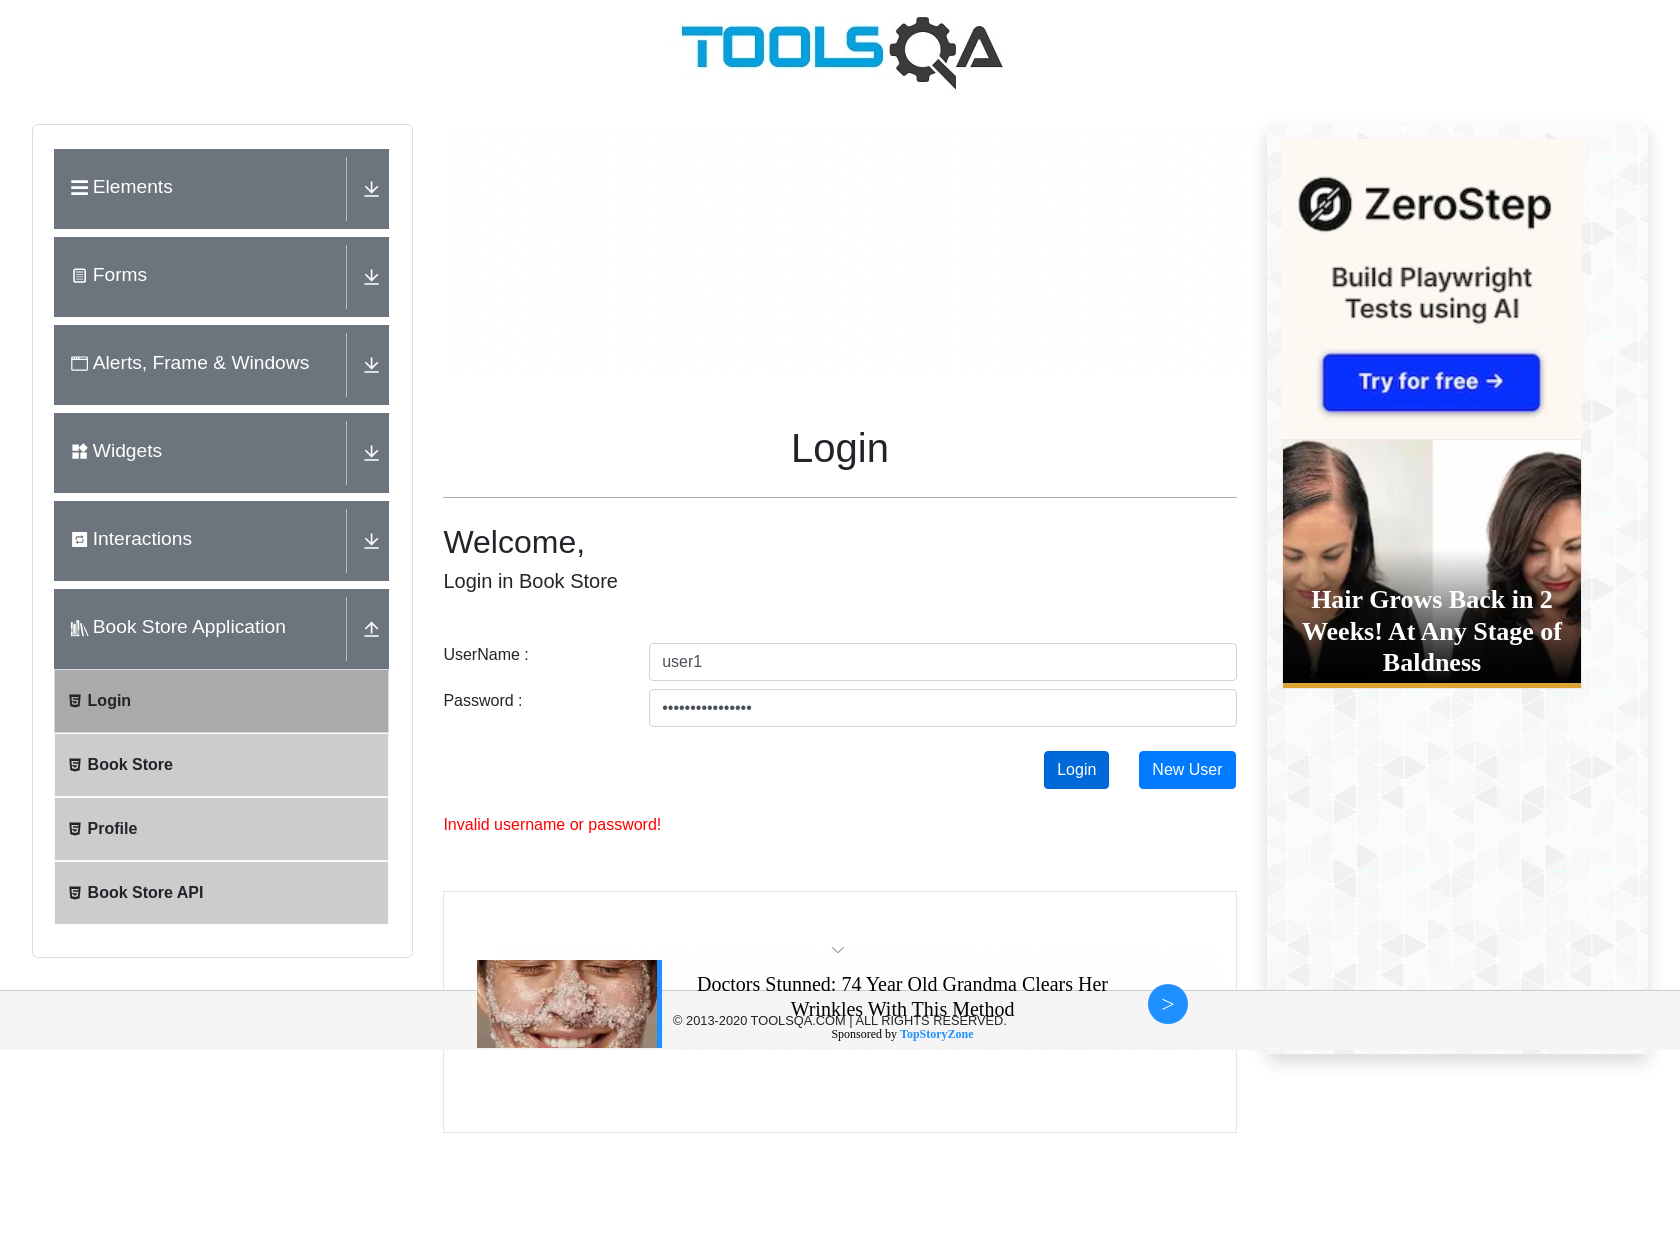 TOOLSQA
Elements
Forms
Alerts, Frame & Windows
Widgets
Interactions
Book Store Application
Login
Book Store
Profile
Book Store API
Login
Welcome,
Login in Book Store
UserName :
user1
Password :
••••••••••••••••
Login
New User
Invalid username or password!
ZeroStep
Build Playwright
Tests using AI
Try for free →
Hair Grows Back in 2
Weeks! At Any Stage of
Baldness
Doctors Stunned: 74 Year Old Grandma Clears Her
Wrinkles With This Method
© 2013-2020 TOOLSQA.COM | ALL RIGHTS RESERVED.
Sponsored by TopStoryZone
>